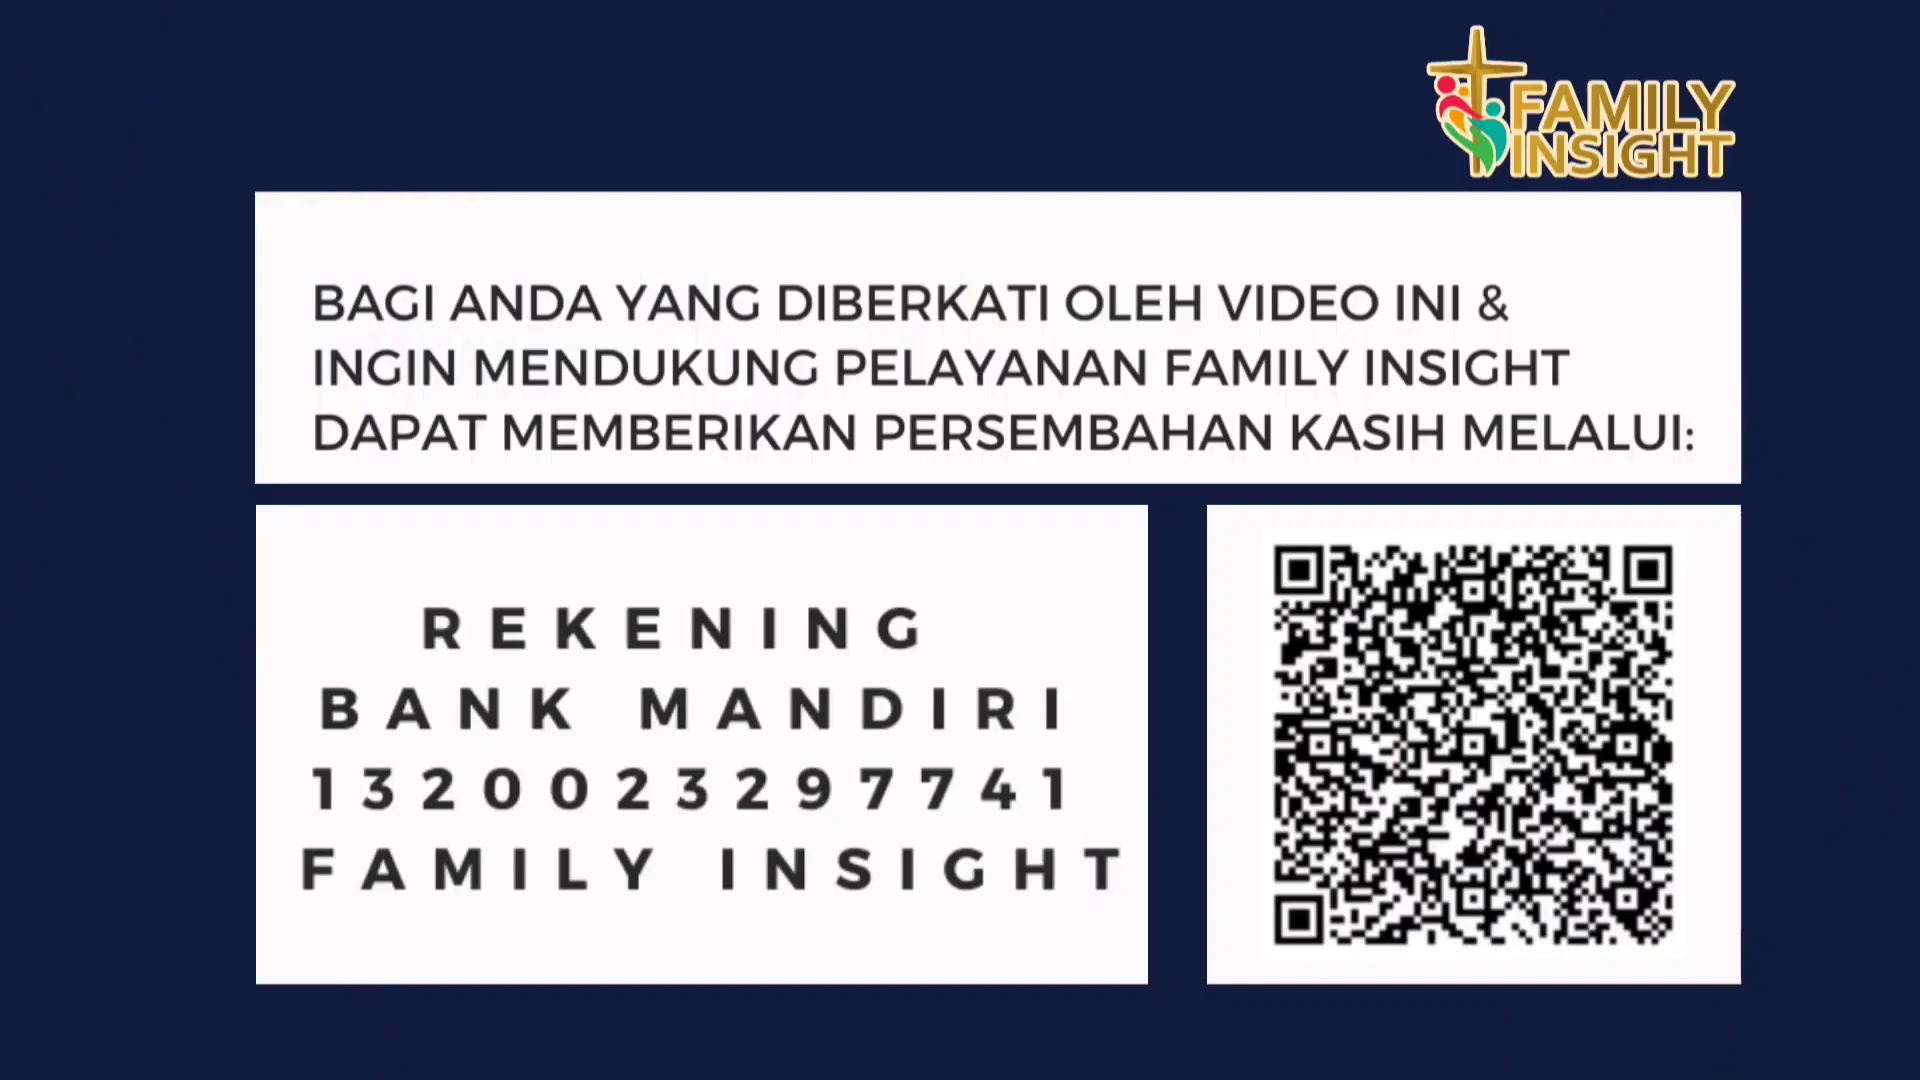 FAMILY
INSIGHT
BAGI ANDA YANG DIBERKATI OLEH VIDEO INI &
INGIN MENDUKUNG PELAYANAN FAMILY INSIGHT
DAPAT MEMBERIKAN PERSEMBAHAN KASIH MELALUI:
REKENING
BANK MANDIRI
1320023297741
FAMILY INSIGHT